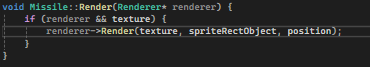 void Missile::Render(Renderer* renderer) {
    if (renderer && texture) {
        renderer->Render(texture, spriteRectObject, position);
    }
}